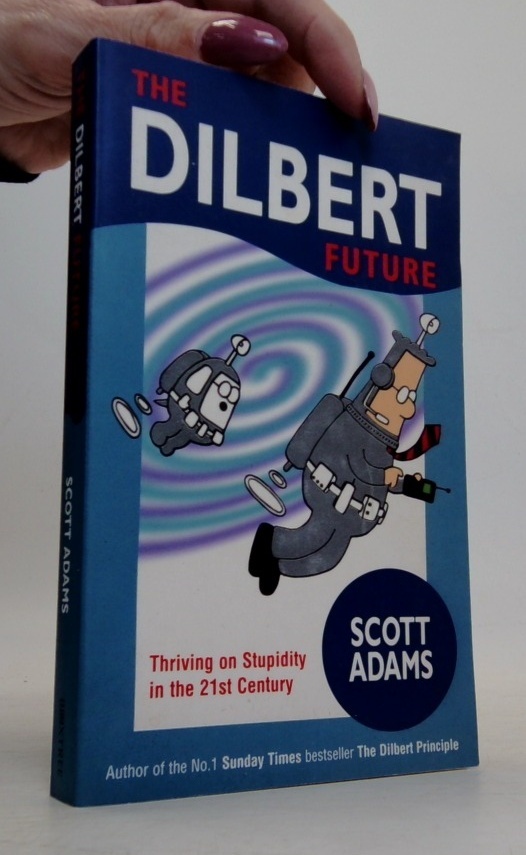 THE
DILBERT
FUTURE
SCOTT
ADAMS
Thriving on Stupidity
in the 21st Century
Author of the No.1 Sunday Times bestseller The Dilbert Principle
THE DILBERT FUTURE
SCOTT ADAMS
BOXTREE